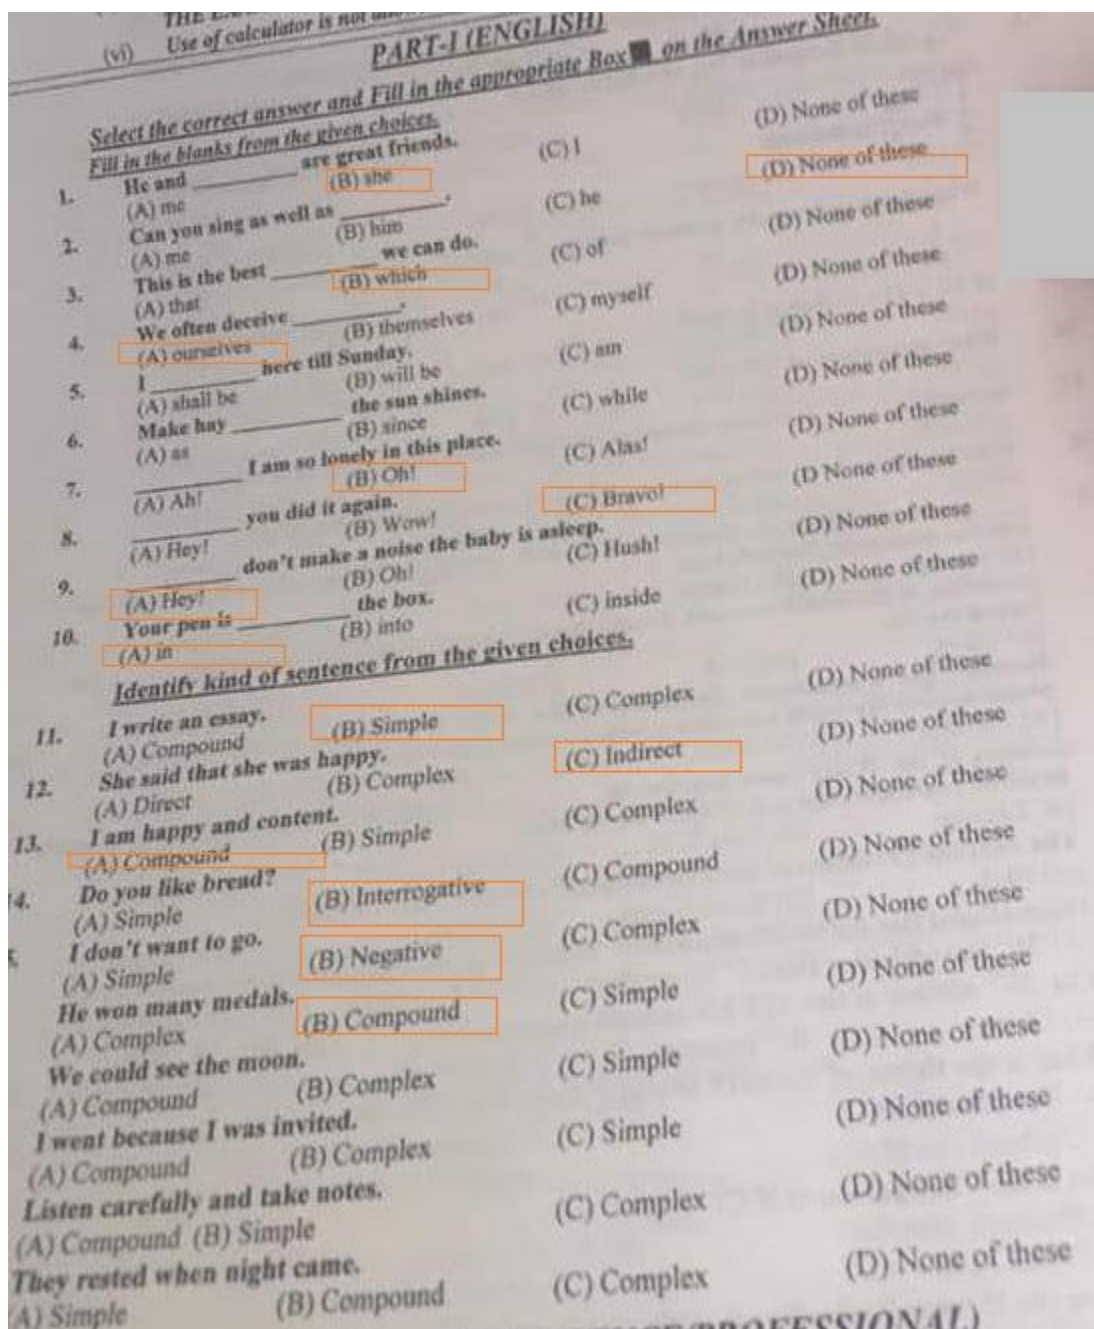 THE
(vi) Use of calculator is not
PART-I (ENGLISH)
Select the correct answer and Fill in the appropriate Box on the Answer Sheet.
Fill in the blanks from the given choices.
1. He and ________ are great friends.
(A) me (B) she (C) I (D) None of these
2. Can you sing as well as ________.
(A) me (B) him (C) he (D) None of these
3. This is the best ________ we can do.
(A) that (B) which (C) of (D) None of these
4. We often deceive ________.
(A) ourselves (B) themselves (C) myself (D) None of these
5. I ________ here till Sunday.
(A) shall be (B) will be (C) am (D) None of these
6. Make hay ________ the sun shines.
(A) as (B) since (C) while (D) None of these
7. ________ I am so lonely in this place.
(A) Ah! (B) Oh! (C) Alas! (D) None of these
8. ________ you did it again.
(A) Hey! (B) Wow! (C) Bravo! (D None of these
9. ________ don't make a noise the baby is asleep.
(A) Hey! (B) Oh! (C) Hush! (D) None of these
10. Your pen is ________ the box.
(A) in (B) into (C) inside (D) None of these
Identify kind of sentence from the given choices.
11. I write an essay.
(A) Compound (B) Simple (C) Complex (D) None of these
12. She said that she was happy.
(A) Direct (B) Complex (C) Indirect (D) None of these
13. I am happy and content.
(A) Compound (B) Simple (C) Complex (D) None of these
4. Do you like bread?
(A) Simple (B) Interrogative (C) Compound (D) None of these
I don't want to go.
(A) Simple (B) Negative (C) Complex (D) None of these
He won many medals.
(A) Complex (B) Compound (C) Simple (D) None of these
We could see the moon.
(A) Compound (B) Complex (C) Simple (D) None of these
I went because I was invited.
(A) Compound (B) Complex (C) Simple (D) None of these
Listen carefully and take notes.
(A) Compound (B) Simple (C) Complex (D) None of these
They rested when night came.
A) Simple (B) Compound (C) Complex (D) None of these
PROFESSIONAL)